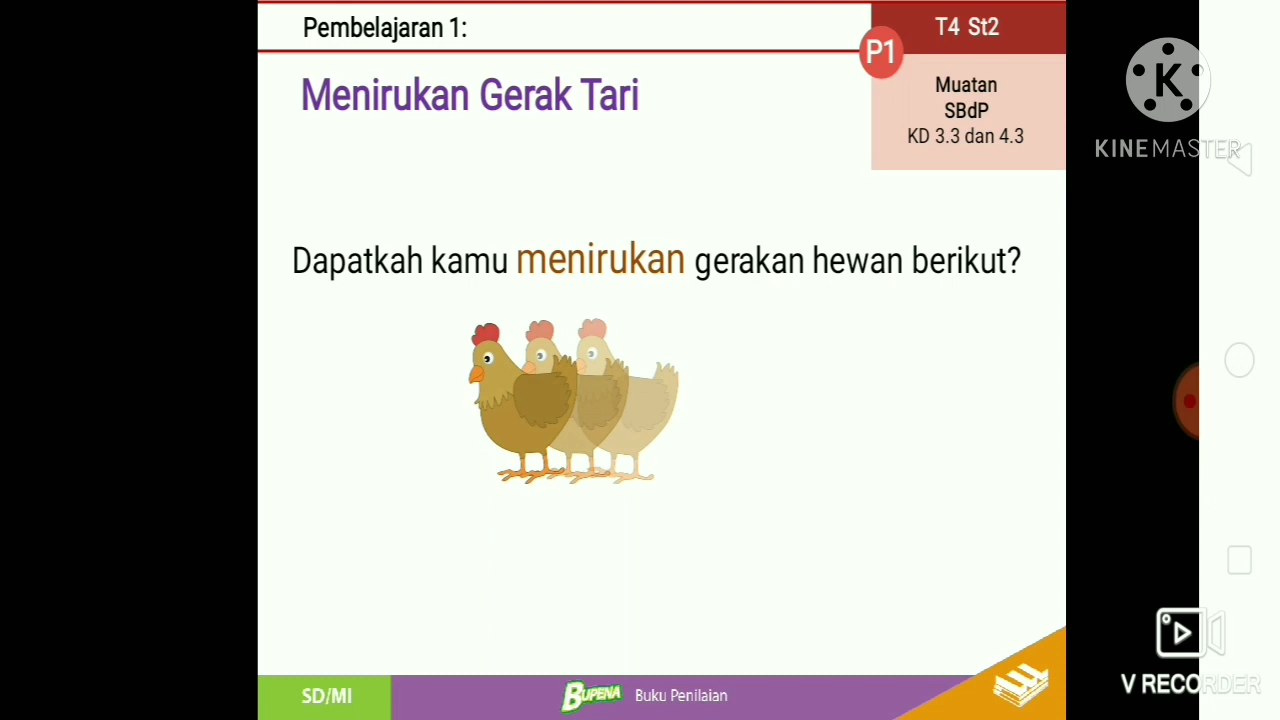 Pembelajaran 1:
T4 St2
P1
Menirukan Gerak Tari
Muatan
SBdP
KD 3.3 dan 4.3
K
KINEMASTER
Dapatkah kamu menirukan gerakan hewan berikut?
V RECORDER
SD/MI
BUPENA Buku Penilaian